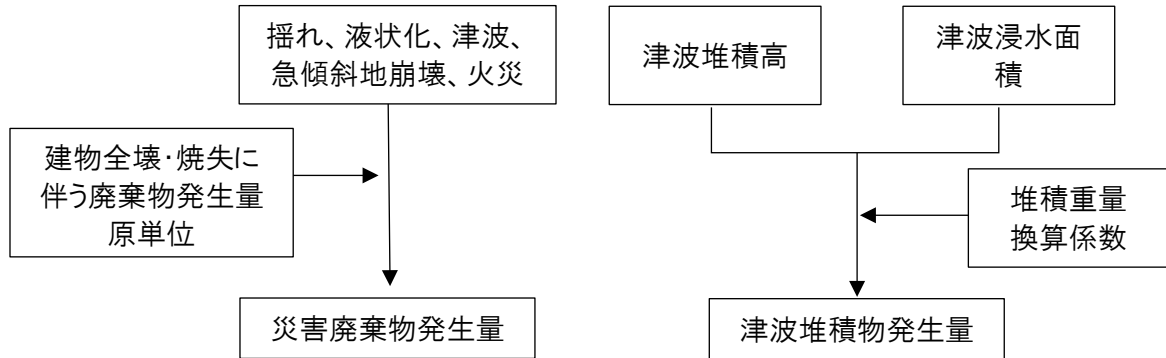 揺れ、液状化、津波、
急傾斜地崩壊、火災
津波堆積高
津波浸水面
積
建物全壊・焼失に
伴う廃棄物発生量
原単位
堆積重量
換算係数
災害廃棄物発生量
津波堆積物発生量